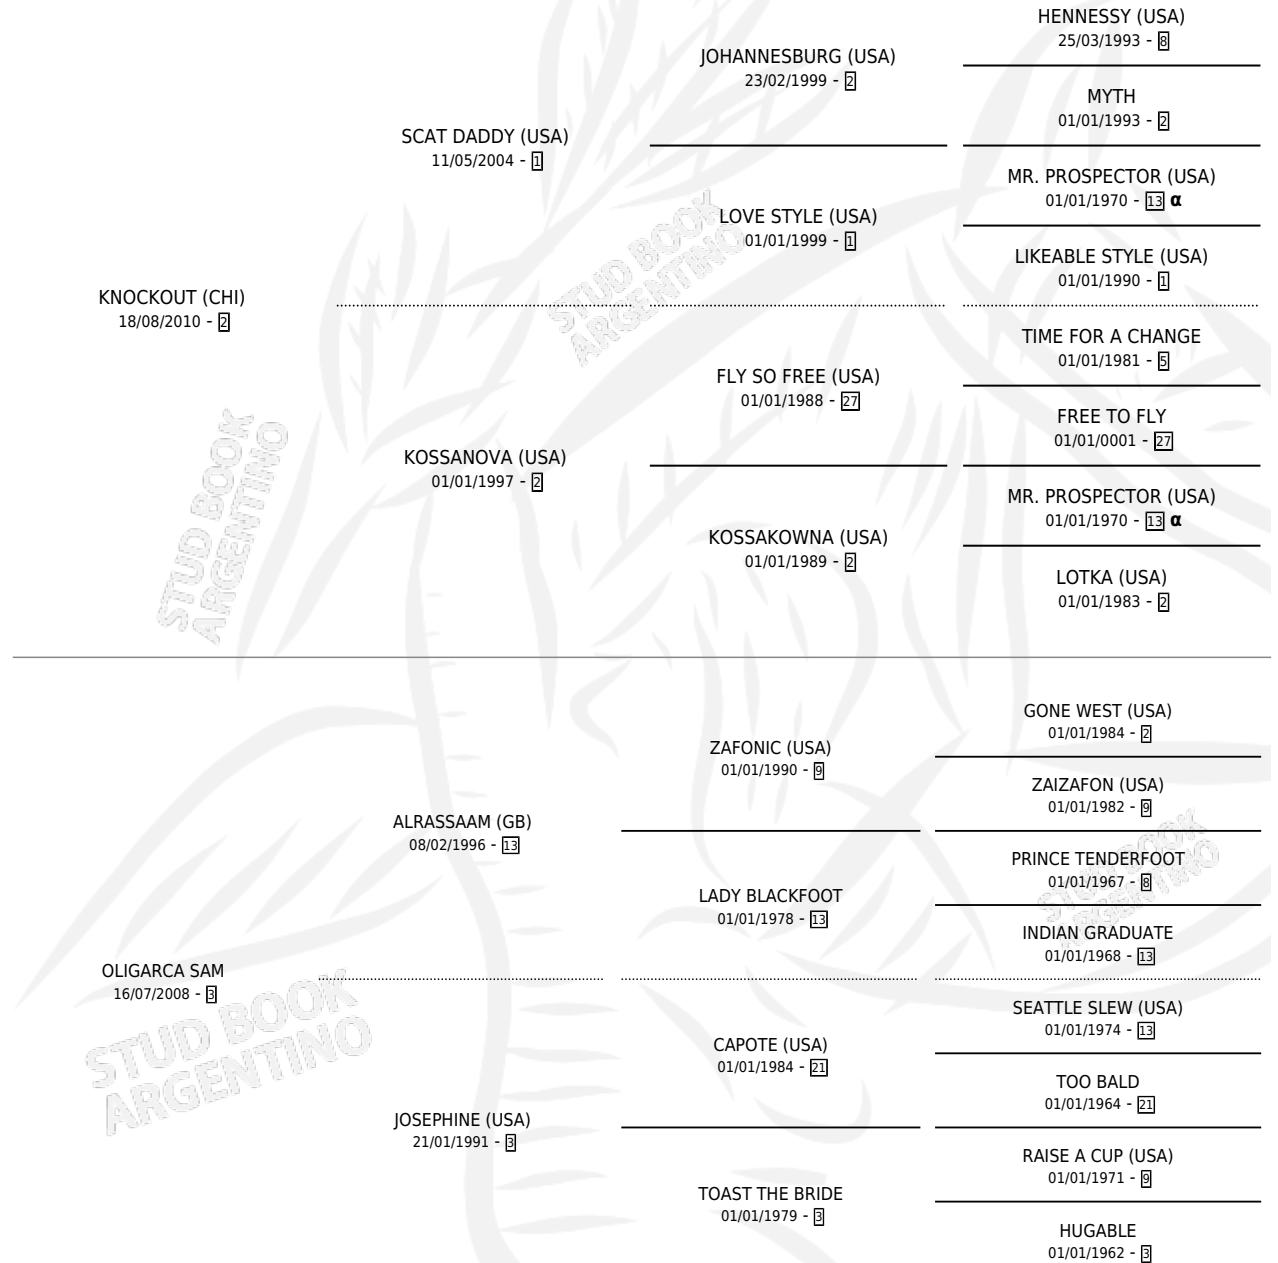 HENNESSY (USA)
25/03/1993 - 8
JOHANNESBURG (USA)
23/02/1999 - 2
MYTH
01/01/1993 - 2
SCAT DADDY (USA)
11/05/2004 - 1
MR. PROSPECTOR (USA)
01/01/1970 - 13 α
LOVE STYLE (USA)
01/01/1999 - 1
LIKEABLE STYLE (USA)
01/01/1990 - 1
KNOCKOUT (CHI)
18/08/2010 - 2
TIME FOR A CHANGE
01/01/1981 - 5
FLY SO FREE (USA)
01/01/1988 - 27
FREE TO FLY
01/01/0001 - 27
KOSSANOVA (USA)
01/01/1997 - 2
MR. PROSPECTOR (USA)
01/01/1970 - 13 α
KOSSAKOWNA (USA)
01/01/1989 - 2
LOTKA (USA)
01/01/1983 - 2
GONE WEST (USA)
01/01/1984 - 2
ZAFONIC (USA)
01/01/1990 - 9
ZAIZAFON (USA)
01/01/1982 - 9
ALRASSAAM (GB)
08/02/1996 - 13
PRINCE TENDERFOOT
01/01/1967 - 8
LADY BLACKFOOT
01/01/1978 - 13
INDIAN GRADUATE
01/01/1968 - 13
OLIGARCA SAM
16/07/2008 - 3
SEATTLE SLEW (USA)
01/01/1974 - 13
CAPOTE (USA)
01/01/1984 - 21
TOO BALD
01/01/1964 - 21
JOSEPHINE (USA)
21/01/1991 - 3
RAISE A CUP (USA)
01/01/1971 - 9
TOAST THE BRIDE
01/01/1979 - 3
HUGABLE
01/01/1962 - 3
STUD BOOK
ARGENTINO
STUD BOOK
ARGENTINO
STUD BOOK
ARGENTINO
STUD BOOK
ARGENTINO